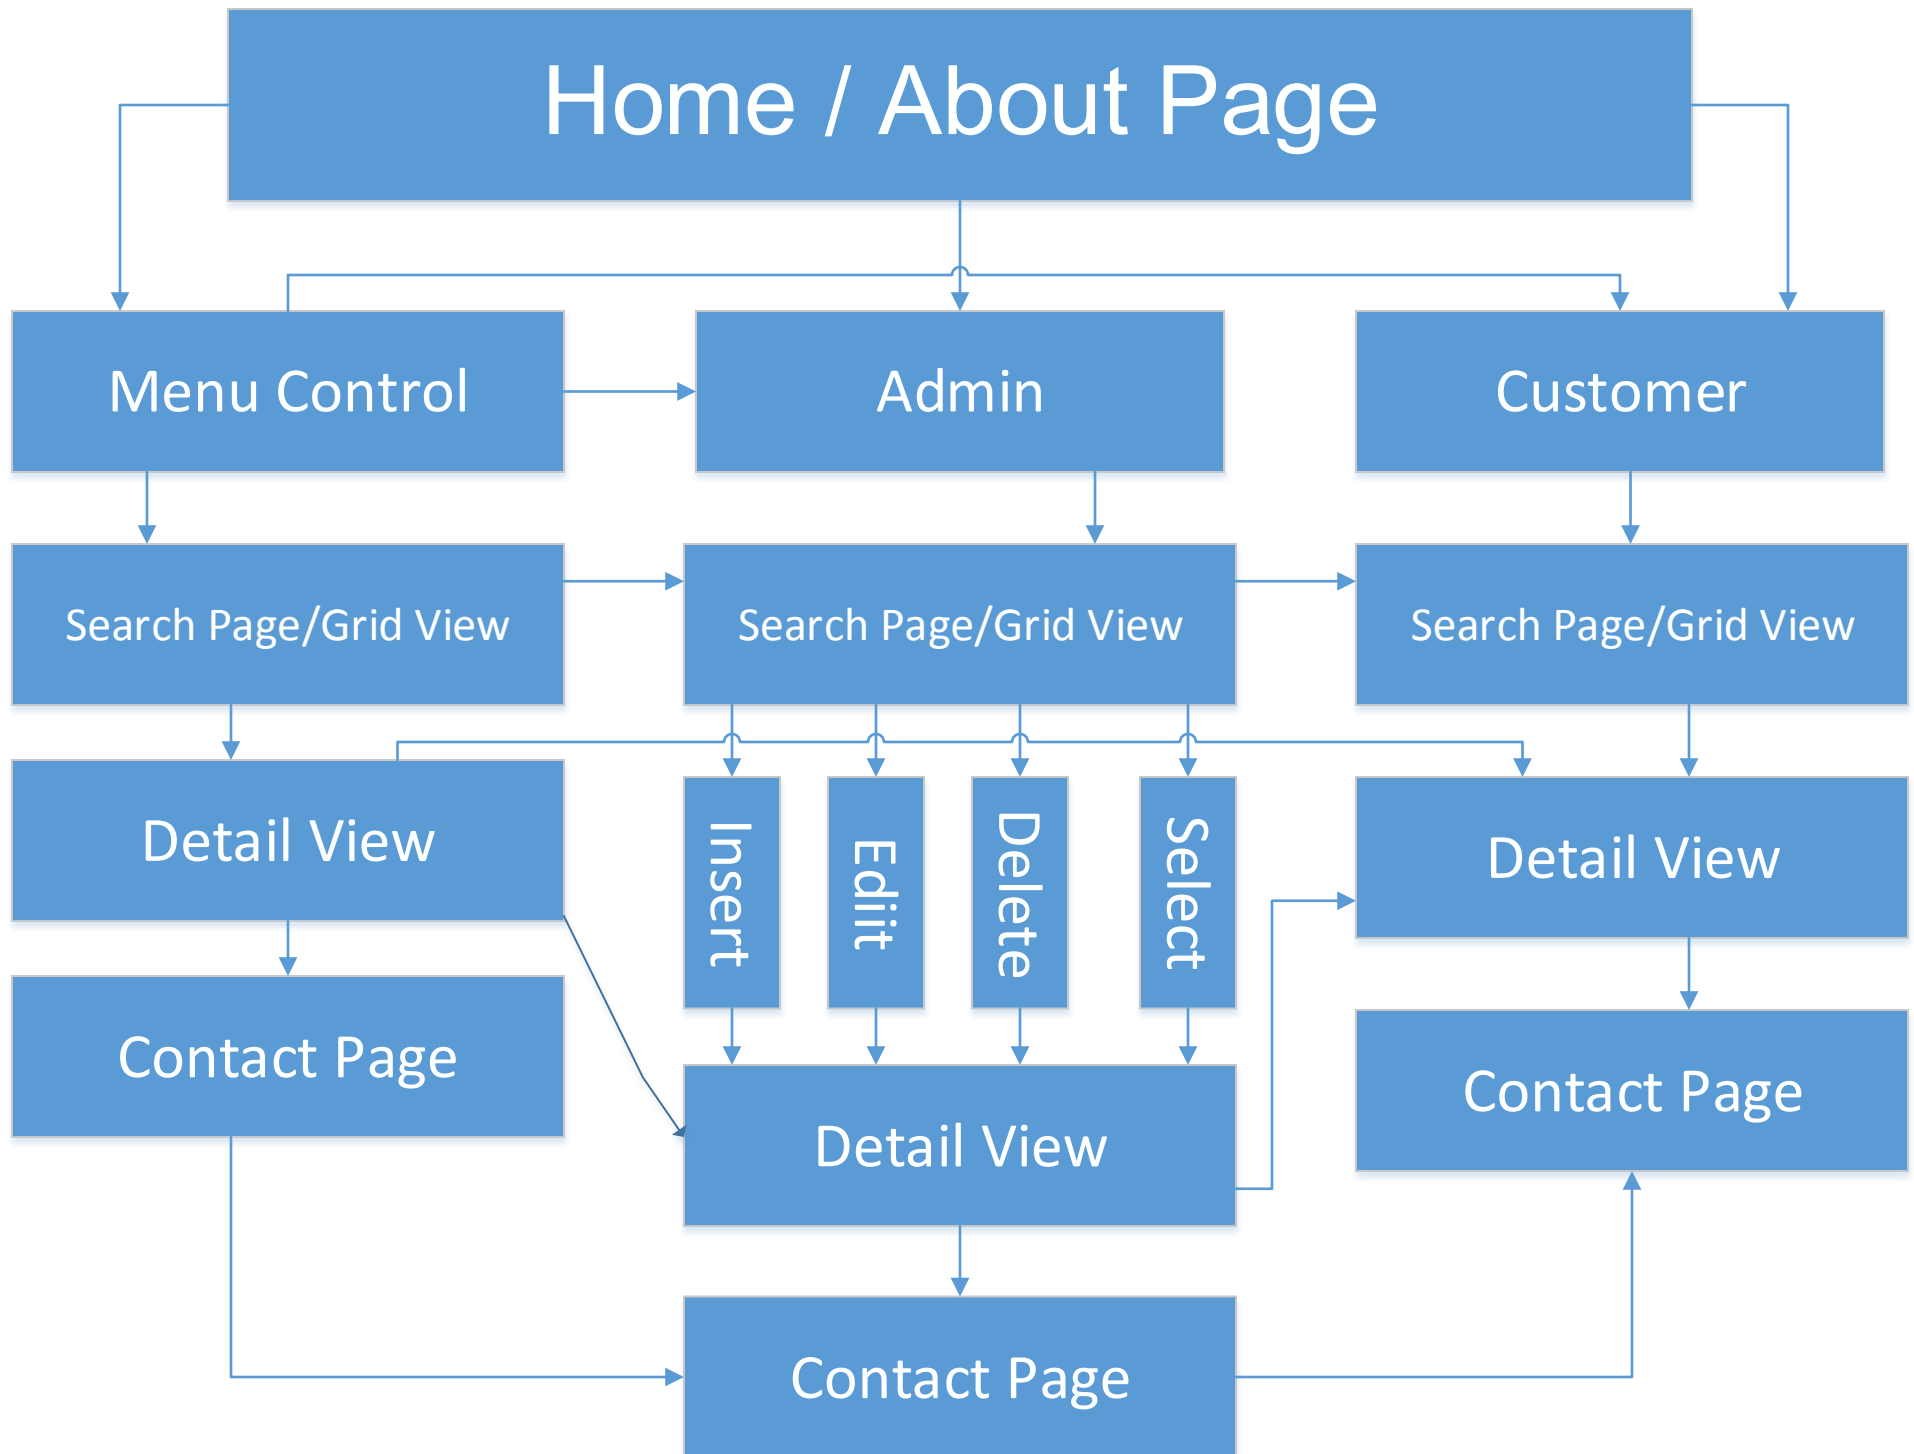 Home / About Page
Menu Control
Admin
Customer
Search Page/Grid View
Search Page/Grid View
Search Page/Grid View
Detail View
Insert
Ediit
Delete
Select
Detail View
Contact Page
Detail View
Contact Page
Contact Page